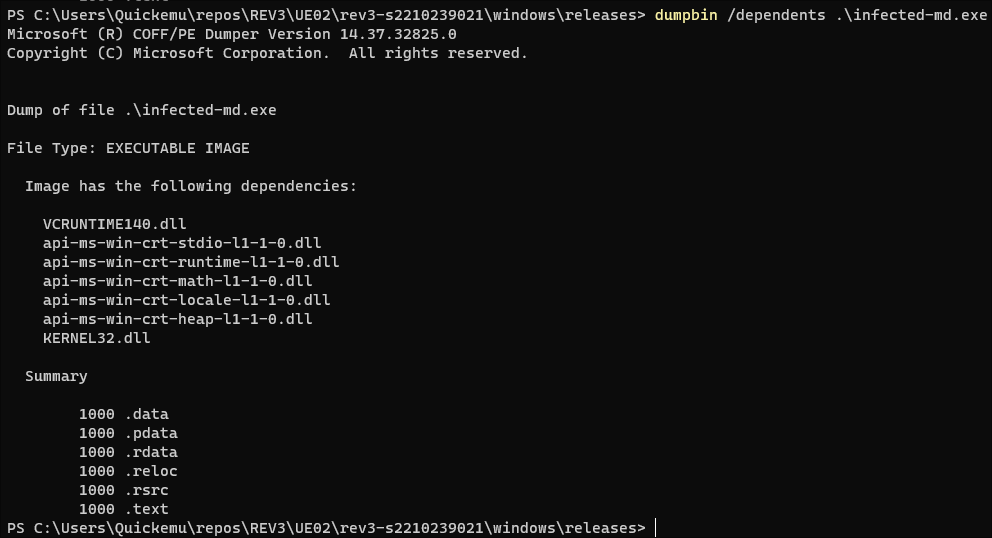 PS C:\Users\Quickemu\repos\REV3\UE02\rev3-s2210239021\windows\releases> dumpbin /dependents .\infected-md.exe
Microsoft (R) COFF/PE Dumper Version 14.37.32825.0
Copyright (C) Microsoft Corporation.  All rights reserved.
Dump of file .\infected-md.exe
File Type: EXECUTABLE IMAGE
Image has the following dependencies:
VCRUNTIME140.dll
api-ms-win-crt-stdio-l1-1-0.dll
api-ms-win-crt-runtime-l1-1-0.dll
api-ms-win-crt-math-l1-1-0.dll
api-ms-win-crt-locale-l1-1-0.dll
api-ms-win-crt-heap-l1-1-0.dll
KERNEL32.dll
Summary
1000 .data
1000 .pdata
1000 .rdata
1000 .reloc
1000 .rsrc
1000 .text
PS C:\Users\Quickemu\repos\REV3\UE02\rev3-s2210239021\windows\releases>